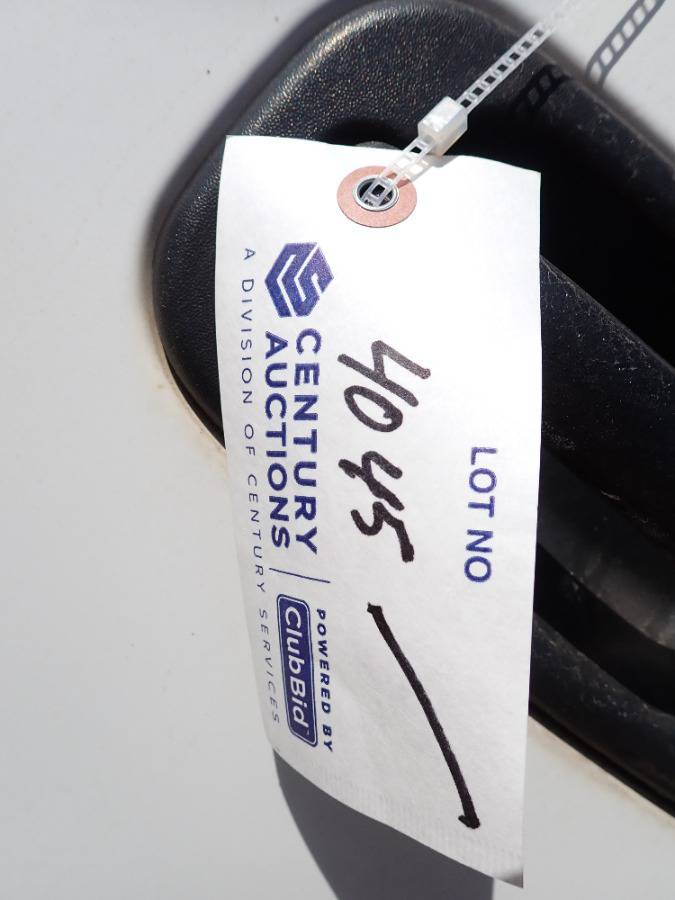 LOT NO
4045
CENTURY
AUCTIONS
A DIVISION OF CENTURY SERVICES
POWERED BY
ClubBid